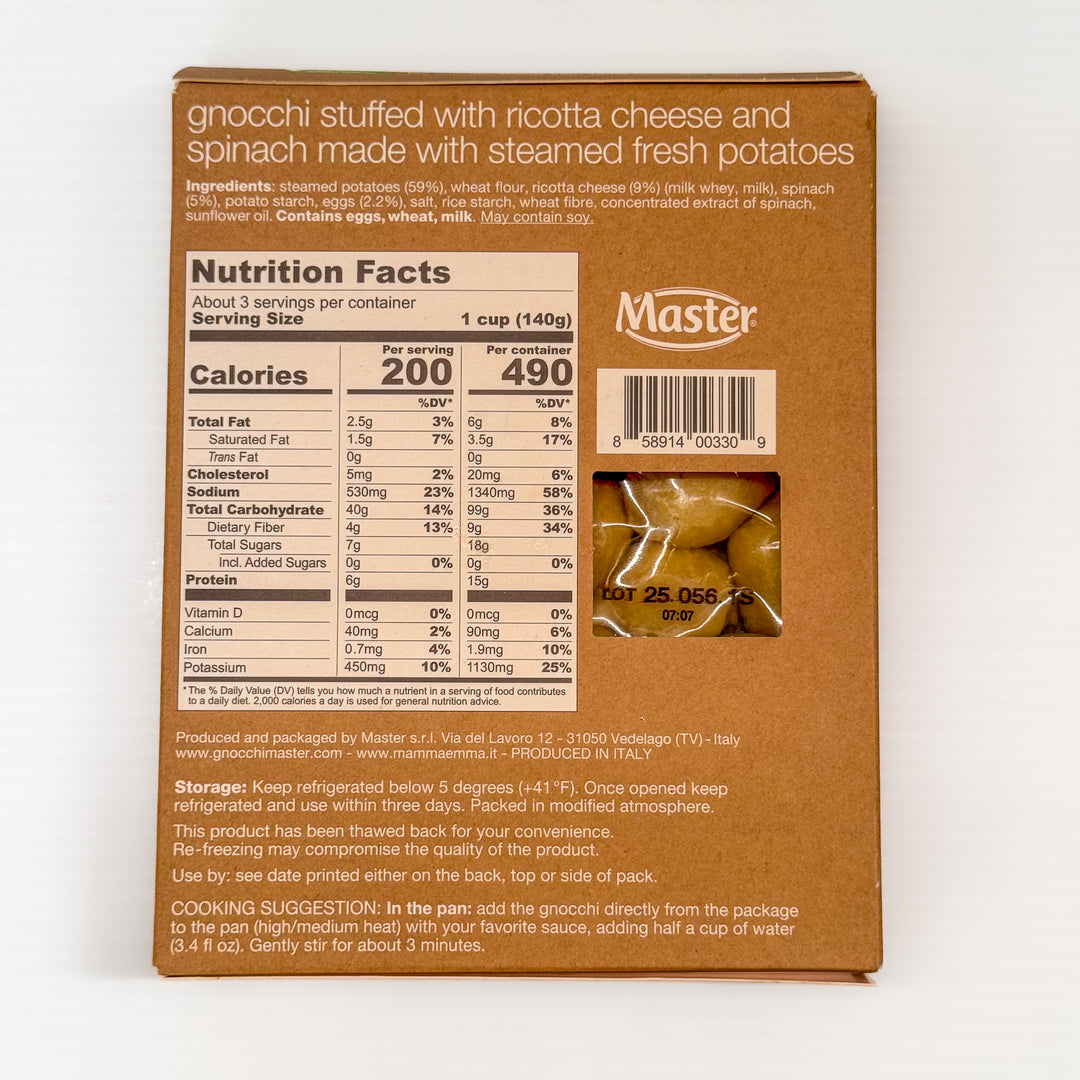 gnocchi stuffed with ricotta cheese and
spinach made with steamed fresh potatoes
Ingredients: steamed potatoes (59%), wheat flour, ricotta cheese (9%) (milk whey, milk), spinach
(5%), potato starch, eggs (2.2%), salt, rice starch, wheat fibre, concentrated extract of spinach,
sunflower oil. Contains eggs, wheat, milk. May contain soy.
Nutrition Facts
About 3 servings per container
Serving Size 1 cup (140g)
Per serving Per container
Calories 200 490
%DV* %DV*
Total Fat 2.5g 3% 6g 8%
Saturated Fat 1.5g 7% 3.5g 17%
Trans Fat 0g 0g
Cholesterol 5mg 2% 20mg 6%
Sodium 530mg 23% 1340mg 58%
Total Carbohydrate 40g 14% 99g 36%
Dietary Fiber 4g 13% 9g 34%
Total Sugars 7g 18g
Incl. Added Sugars 0g 0% 0g 0%
Protein 6g 15g
Vitamin D 0mcg 0% 0mcg 0%
Calcium 40mg 2% 90mg 6%
Iron 0.7mg 4% 1.9mg 10%
Potassium 450mg 10% 1130mg 25%
*The % Daily Value (DV) tells you how much a nutrient in a serving of food contributes
to a daily diet. 2,000 calories a day is used for general nutrition advice.
Master®
8 58914 00330 9
LOT 25 056 1S
07:07
Produced and packaged by Master s.r.l. Via del Lavoro 12 - 31050 Vedelago (TV) - Italy
www.gnocchimaster.com - www.mammaemma.it - PRODUCED IN ITALY
Storage: Keep refrigerated below 5 degrees (+41°F). Once opened keep
refrigerated and use within three days. Packed in modified atmosphere.
This product has been thawed back for your convenience.
Re-freezing may compromise the quality of the product.
Use by: see date printed either on the back, top or side of pack.
COOKING SUGGESTION: In the pan: add the gnocchi directly from the package
to the pan (high/medium heat) with your favorite sauce, adding half a cup of water
(3.4 fl oz). Gently stir for about 3 minutes.